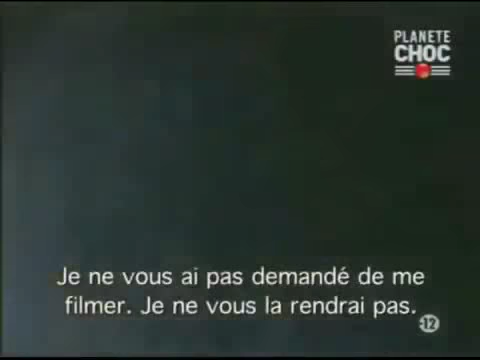 PLANETE
CHOC
Je ne vous ai pas demandé de me
filmer. Je ne vous la rendrai pas.
-12